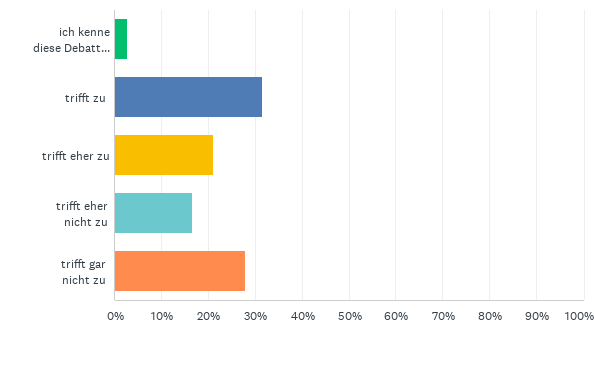 ich kenne
diese Debatt...
trifft zu
trifft eher zu
trifft eher
nicht zu
trifft gar
nicht zu
0% 10% 20% 30% 40% 50% 60% 70% 80% 90% 100%